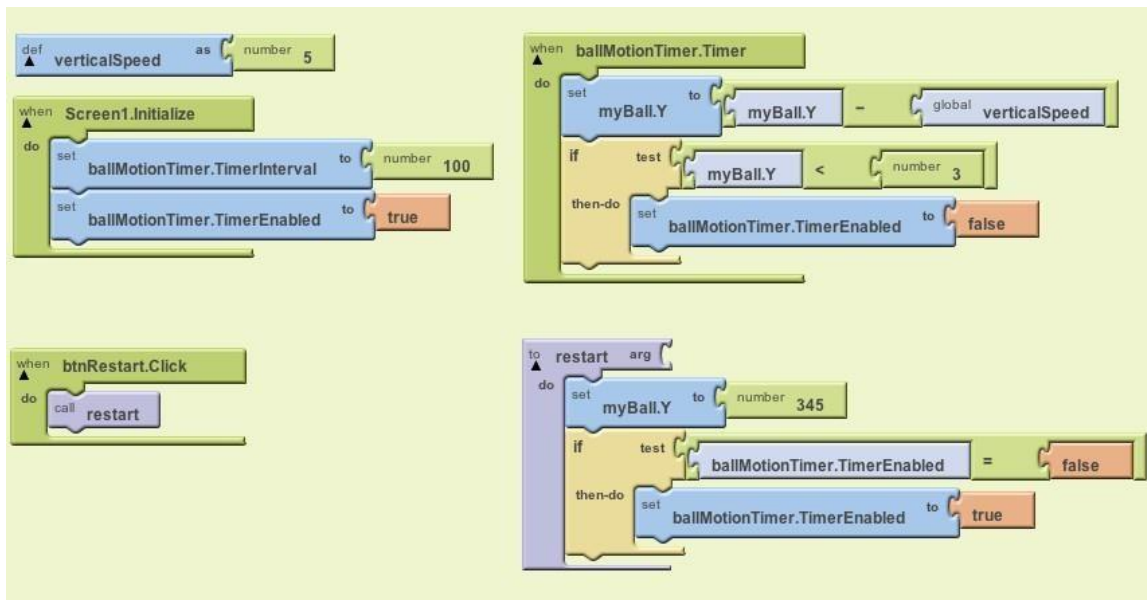 def verticalSpeed as number 5
when Screen1.Initialize
do set ballMotionTimer.TimerInterval to number 100
set ballMotionTimer.TimerEnabled to true
when ballMotionTimer.Timer
do set myBall.Y to myBall.Y - global verticalSpeed
if test myBall.Y < number 3
then-do set ballMotionTimer.TimerEnabled to false
when btnRestart.Click
do call restart
to restart arg
do set myBall.Y to number 345
if test ballMotionTimer.TimerEnabled = false
then-do set ballMotionTimer.TimerEnabled to true